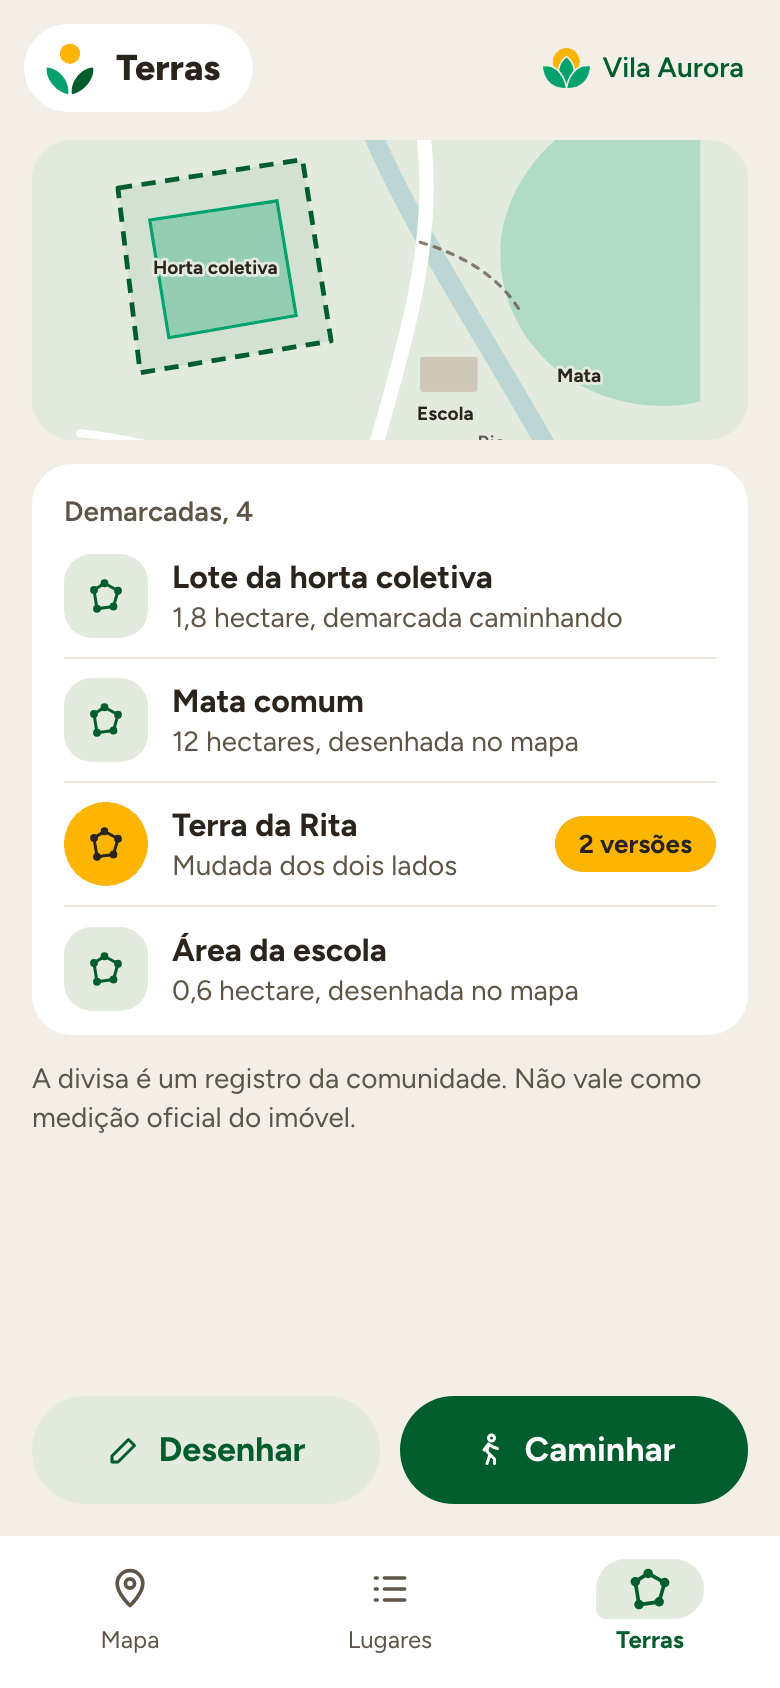 Terras
Vila Aurora
Horta coletiva
Mata
Escola
Demarcadas, 4
Lote da horta coletiva
1,8 hectare, demarcada caminhando
Mata comum
12 hectares, desenhada no mapa
Terra da Rita
Mudada dos dois lados
2 versões
Área da escola
0,6 hectare, desenhada no mapa
A divisa é um registro da comunidade. Não vale como
medição oficial do imóvel.
Desenhar
Caminhar
Mapa
Lugares
Terras